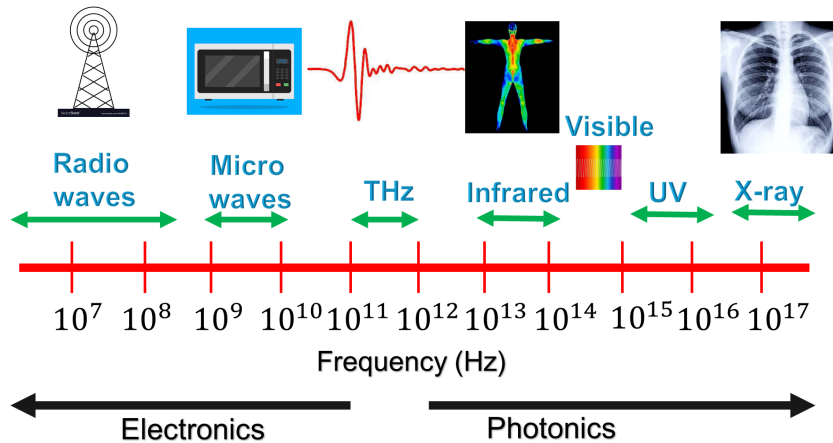 Visible
Radio
waves
Micro
waves
THz
Infrared
UV
X-ray
10^7 10^8 10^9 10^10 10^11 10^12 10^13 10^14 10^15 10^16 10^17
Frequency (Hz)
Electronics
Photonics